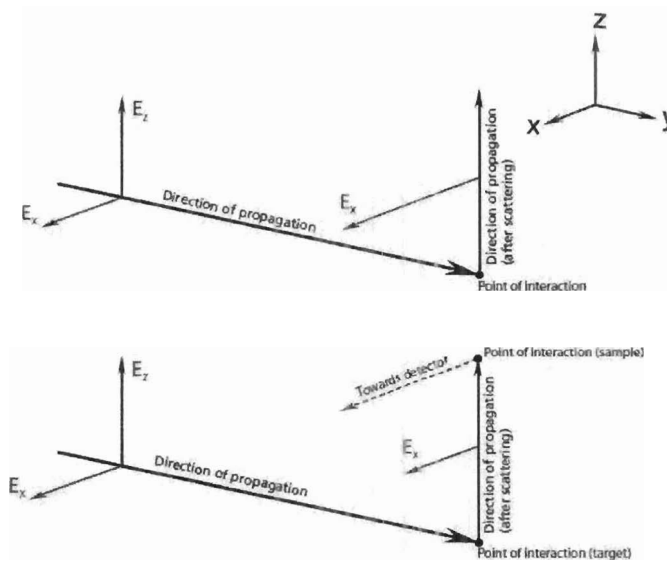 z
x
y
E_z
E_x
Direction of propagation
E_x
Direction of propagation
(after scattering)
Point of interaction
E_z
E_x
Direction of propagation
Point of interaction (sample)
Towards detector
E_x
Direction of propagation
(after scattering)
Point of interaction (target)